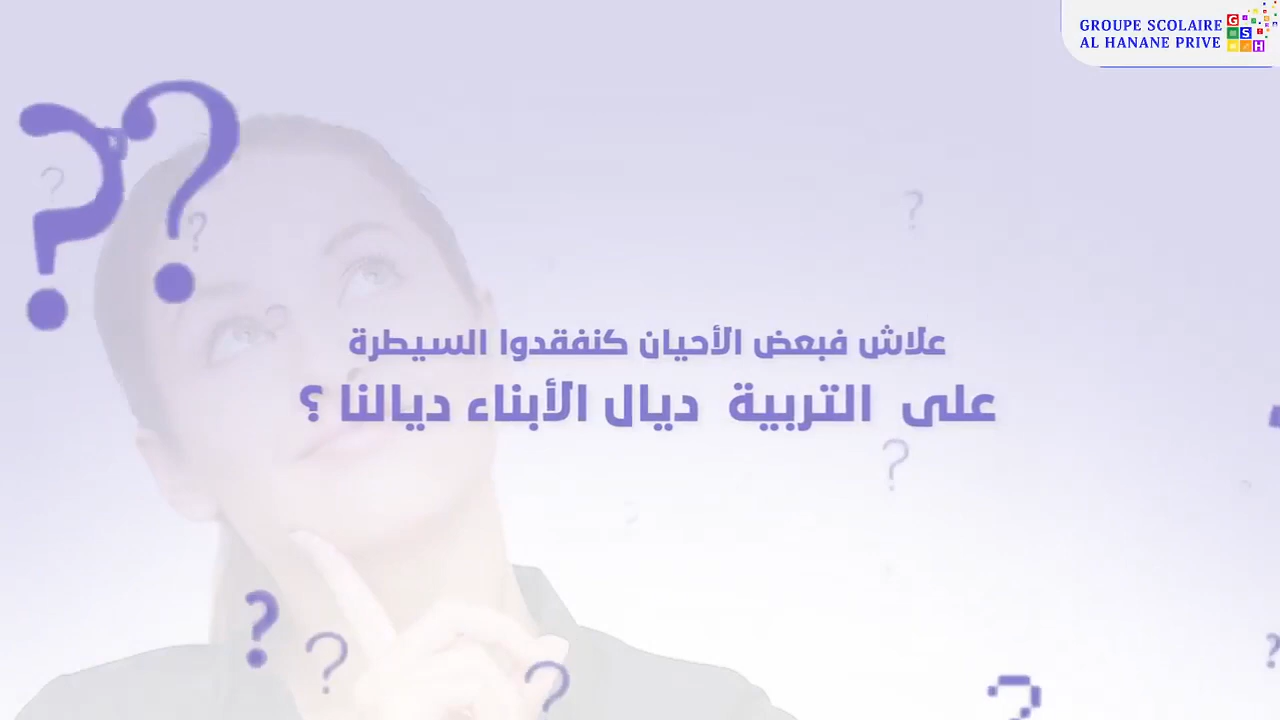 GROUPE SCOLAIRE
AL HANANE PRIVE
G
S
H
علاش فبعض الأحيان كنفقدوا السيطرة
على التربية ديال الأبناء ديالنا ؟